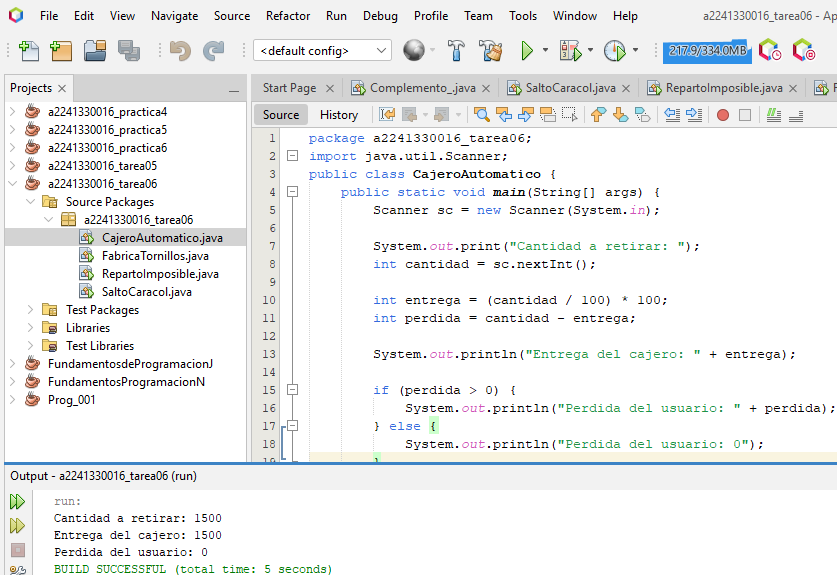 File Edit View Navigate Source Refactor Run Debug Profile Team Tools Window Help a2241330016_tarea06 - Ap
<default config> 217.9/334.0MB
Projects
Start Page Complemento_.java SaltoCaracol.java RepartoImposible.java
a2241330016_practica4
a2241330016_practica5
a2241330016_practica6
a2241330016_tarea05
a2241330016_tarea06
Source Packages
a2241330016_tarea06
CajeroAutomatico.java
FabricaTornillos.java
RepartoImposible.java
SaltoCaracol.java
Test Packages
Libraries
Test Libraries
FundamentosdeProgramacionJ
FundamentosProgramacionN
Prog_001
Source History
1 package a2241330016_tarea06;
2 import java.util.Scanner;
3 public class CajeroAutomatico {
4 public static void main(String[] args) {
5 Scanner sc = new Scanner(System.in);
6
7 System.out.print("Cantidad a retirar: ");
8 int cantidad = sc.nextInt();
9
10 int entrega = (cantidad / 100) * 100;
11 int perdida = cantidad - entrega;
12
13 System.out.println("Entrega del cajero: " + entrega);
14
15 if (perdida > 0) {
16 System.out.println("Perdida del usuario: " + perdida);
17 } else {
18 System.out.println("Perdida del usuario: 0");
19 }
Output - a2241330016_tarea06 (run)
run:
Cantidad a retirar: 1500
Entrega del cajero: 1500
Perdida del usuario: 0
BUILD SUCCESSFUL (total time: 5 seconds)